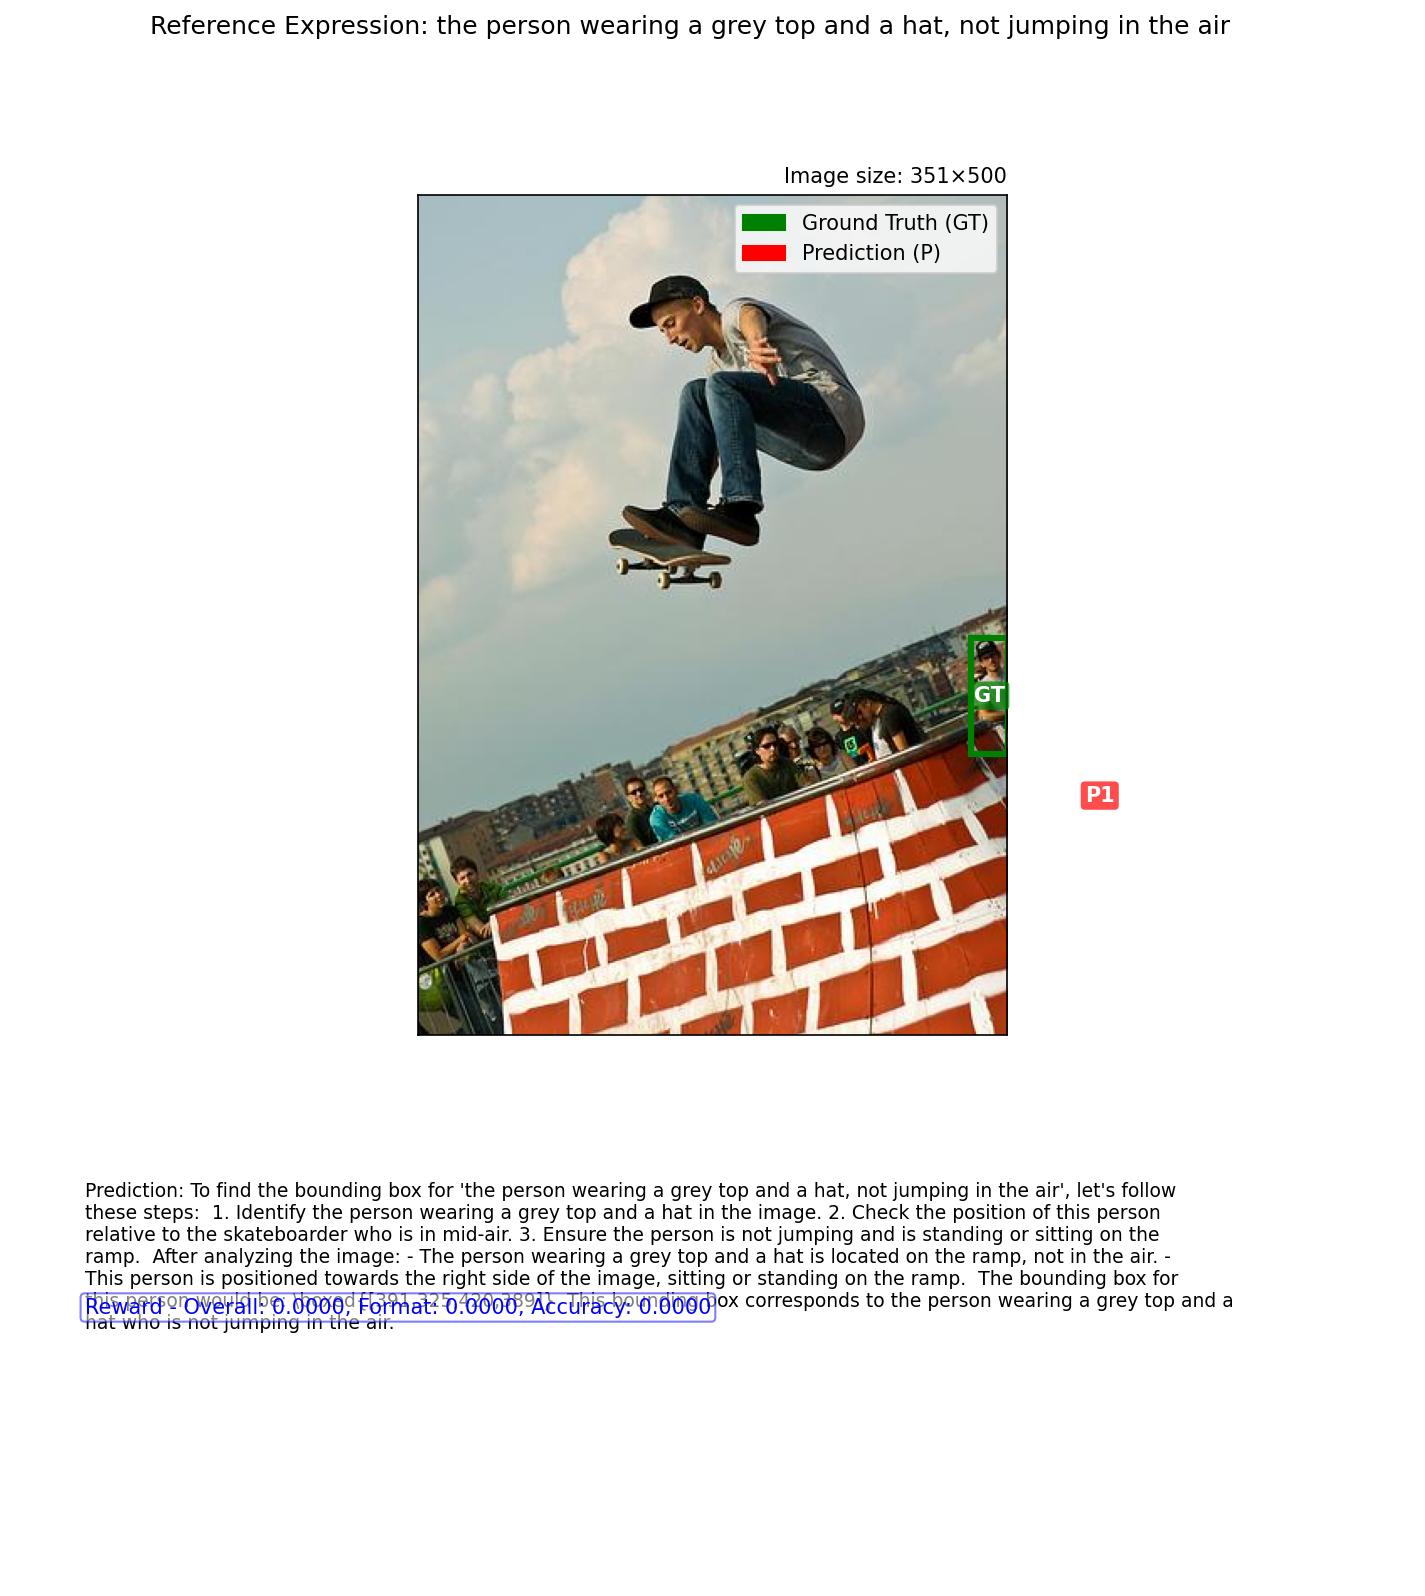 Reference Expression: the person wearing a grey top and a hat, not jumping in the air
Image size: 351×500
Ground Truth (GT)
Prediction (P)
GT
P1
Prediction: To find the bounding box for 'the person wearing a grey top and a hat, not jumping in the air', let's follow
these steps:  1. Identify the person wearing a grey top and a hat in the image. 2. Check the position of this person
relative to the skateboarder who is in mid-air. 3. Ensure the person is not jumping and is standing or sitting on the
ramp.  After analyzing the image: - The person wearing a grey top and a hat is located on the ramp, not in the air. -
This person is positioned towards the right side of the image, sitting or standing on the ramp.  The bounding box for
this person would be: \boxed{[391,325,420,389]}. This bounding box corresponds to the person wearing a grey top and a
Reward - Overall: 0.0000, Format: 0.0000, Accuracy: 0.0000
hat who is not jumping in the air.